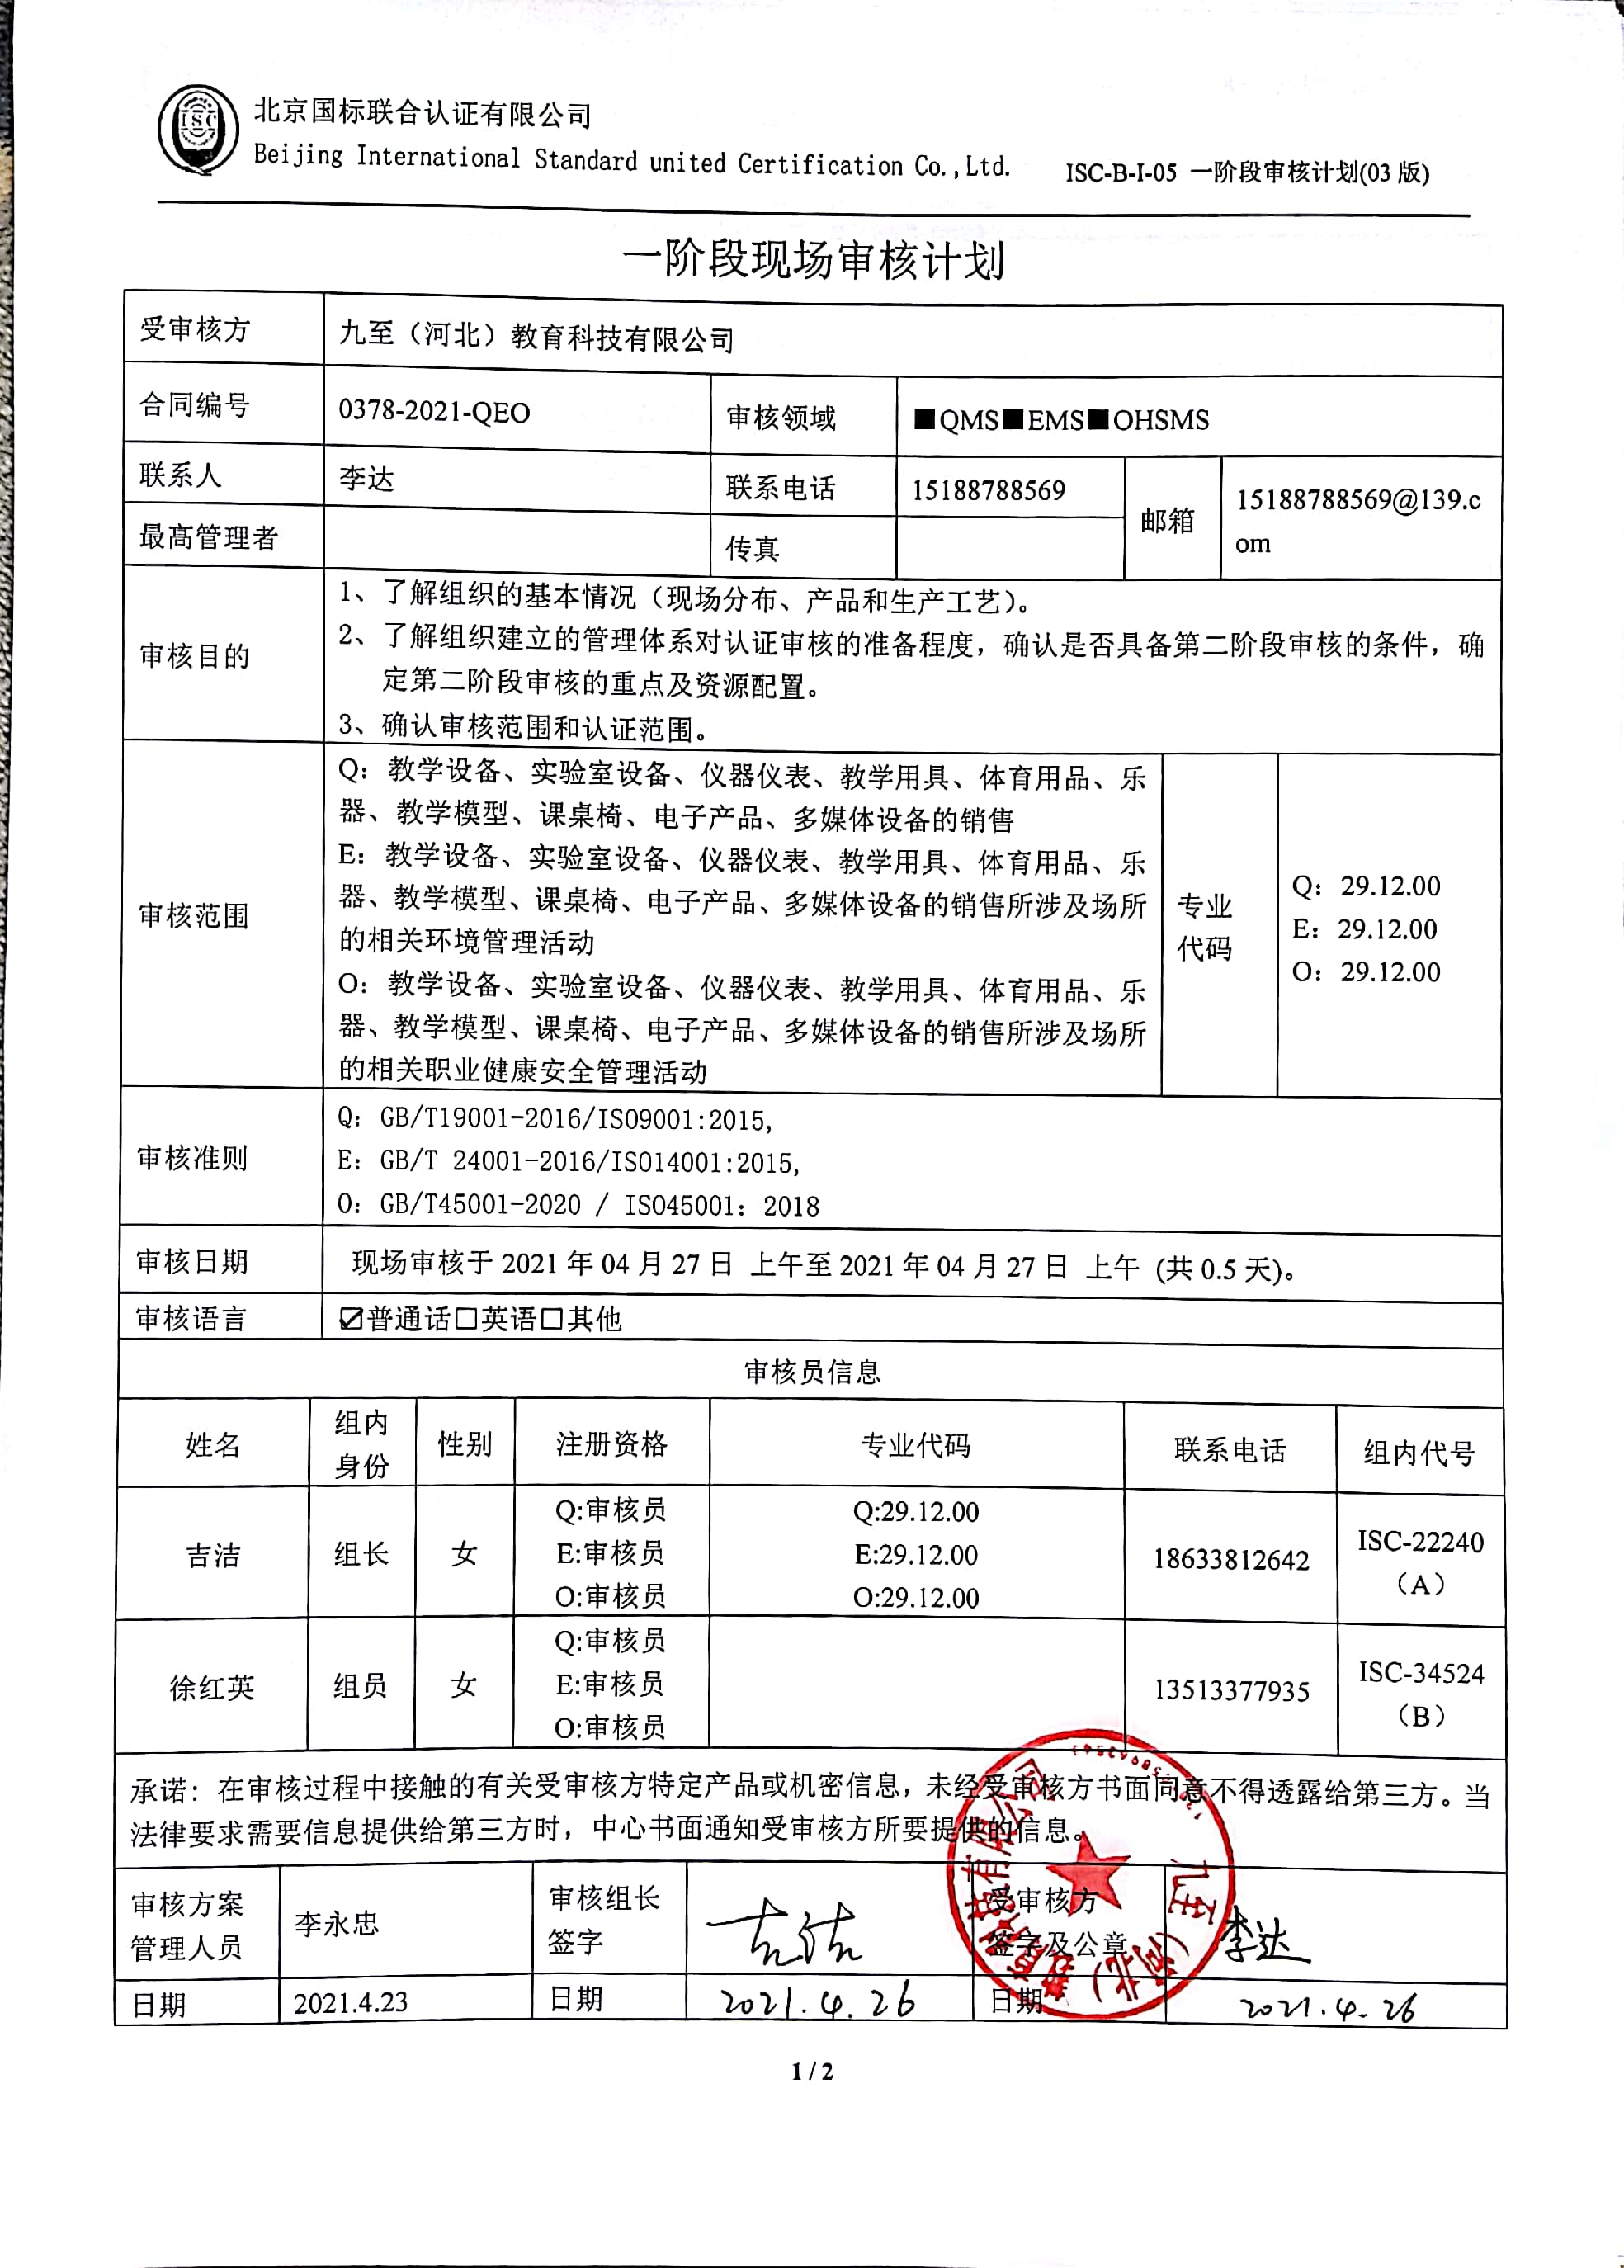 北京国标联合认证有限公司
Beijing International Standard united Certification Co.,Ltd. ISC-B-I-05 一阶段审核计划(03 版)
一阶段现场审核计划
受审核方 九至（河北）教育科技有限公司
合同编号 0378-2021-QEO 审核领域 ■QMS■EMS■OHSMS
联系人 李达 联系电话 15188788569 邮箱 15188788569@139.c
om
最高管理者 传真
审核目的
1、了解组织的基本情况（现场分布、产品和生产工艺）。
2、了解组织建立的管理体系对认证审核的准备程度，确认是否具备第二阶段审核的条件，确
定第二阶段审核的重点及资源配置。
3、确认审核范围和认证范围。
审核范围
Q：教学设备、实验室设备、仪器仪表、教学用具、体育用品、乐
器、教学模型、课桌椅、电子产品、多媒体设备的销售
E：教学设备、实验室设备、仪器仪表、教学用具、体育用品、乐
器、教学模型、课桌椅、电子产品、多媒体设备的销售所涉及场所
的相关环境管理活动
O：教学设备、实验室设备、仪器仪表、教学用具、体育用品、乐
器、教学模型、课桌椅、电子产品、多媒体设备的销售所涉及场所
的相关职业健康安全管理活动
专业
代码
Q：29.12.00
E：29.12.00
O：29.12.00
审核准则
Q：GB/T19001-2016/ISO9001:2015,
E：GB/T 24001-2016/ISO14001:2015,
O：GB/T45001-2020 / ISO45001：2018
审核日期 现场审核于 2021 年 04 月 27 日 上午至 2021 年 04 月 27 日 上午 (共 0.5 天)。
审核语言 ☑普通话□英语□其他
审核员信息
姓名 组内
身份 性别 注册资格 专业代码 联系电话 组内代号
吉洁 组长 女
Q:审核员
E:审核员
O:审核员
Q:29.12.00
E:29.12.00
O:29.12.00
18633812642
ISC-22240
（A）
徐红英 组员 女
Q:审核员
E:审核员
O:审核员
13513377935
ISC-34524
（B）
承诺：在审核过程中接触的有关受审核方特定产品或机密信息，未经受审核方书面同意不得透露给第三方。当
法律要求需要信息提供给第三方时，中心书面通知受审核方所要提供的信息。
审核方案
管理人员 李永忠
审核组长
签字 吉洁
受审核方
签字及公章 李达
九至（河北）教育科技有限公司
日期 2021.4.23 日期 2021.4.26 日期 2021.4.26
1 / 2